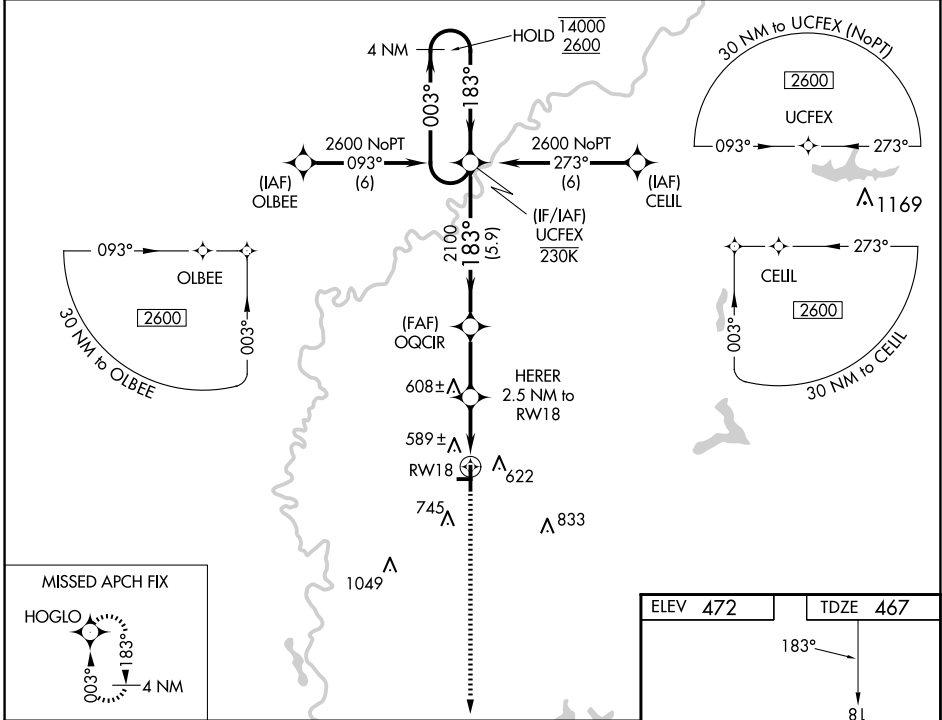 4 NM
HOLD
14000
2600
003°
183°
30 NM to UCFEX (NoPT)
2600
UCFEX
093°
273°
1169
2600 NoPT
093°
(6)
2600 NoPT
273°
(6)
(IAF)
OLBEE
(IAF)
CELIL
(IF/IAF)
UCFEX
230K
2100
183°
(5.9)
093°
OLBEE
2600
003°
30 NM to OLBEE
273°
CELIL
2600
003°
30 NM to CELIL
(FAF)
OQCIR
608±
HERER
2.5 NM to
RW18
589±
RW18
622
745
833
1049
MISSED APCH FIX
HOGLO
003°
183°
4 NM
ELEV 472
TDZE 467
183°
8L